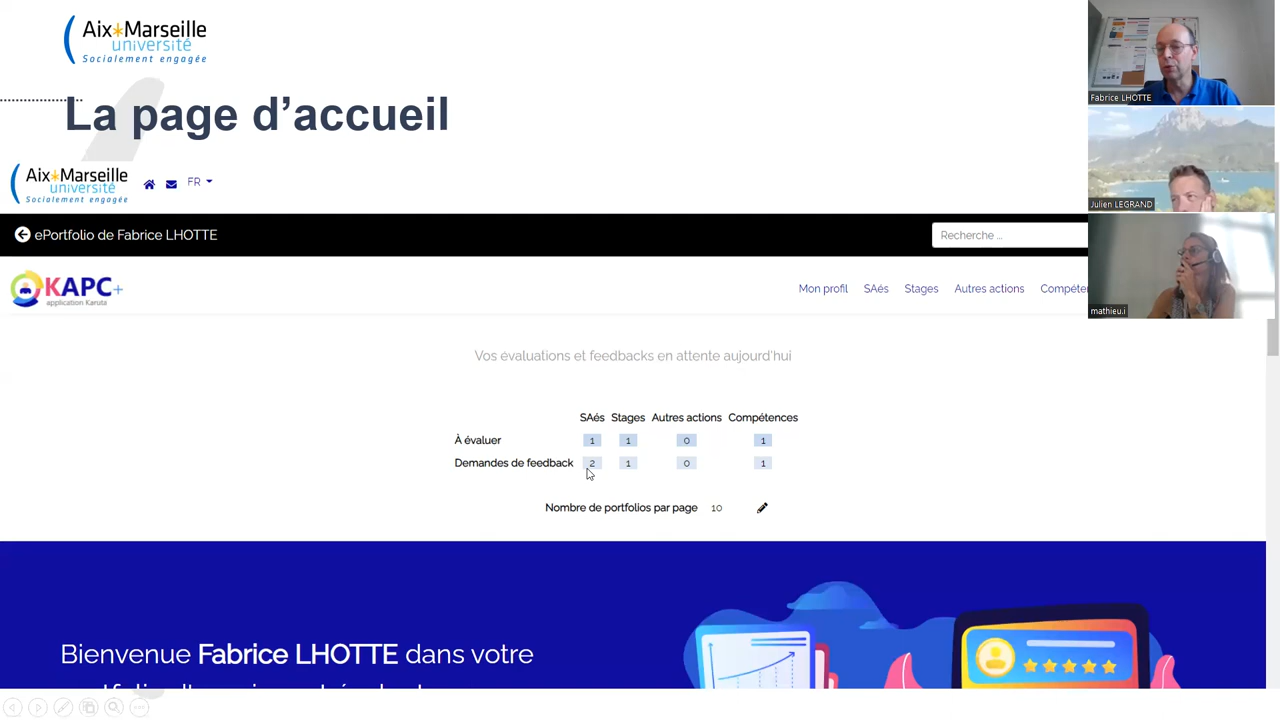 Aix*Marseille
université
Socialement engagée
La page d'accueil
Aix*Marseille
université
Socialement engagée
FR
ePortfolio de Fabrice LHOTTE
Recherche ...
KAPC+
application Karuta
Mon profil SAés Stages Autres actions
Vos évaluations et feedbacks en attente aujourd'hui
SAés Stages Autres actions Compétences
À évaluer 1 1 0 1
Demandes de feedback 2 1 0 1
Nombre de portfolios par page 10
Bienvenue Fabrice LHOTTE dans votre
Fabrice LHOTTE
Julien LEGRAND
mathieu.i